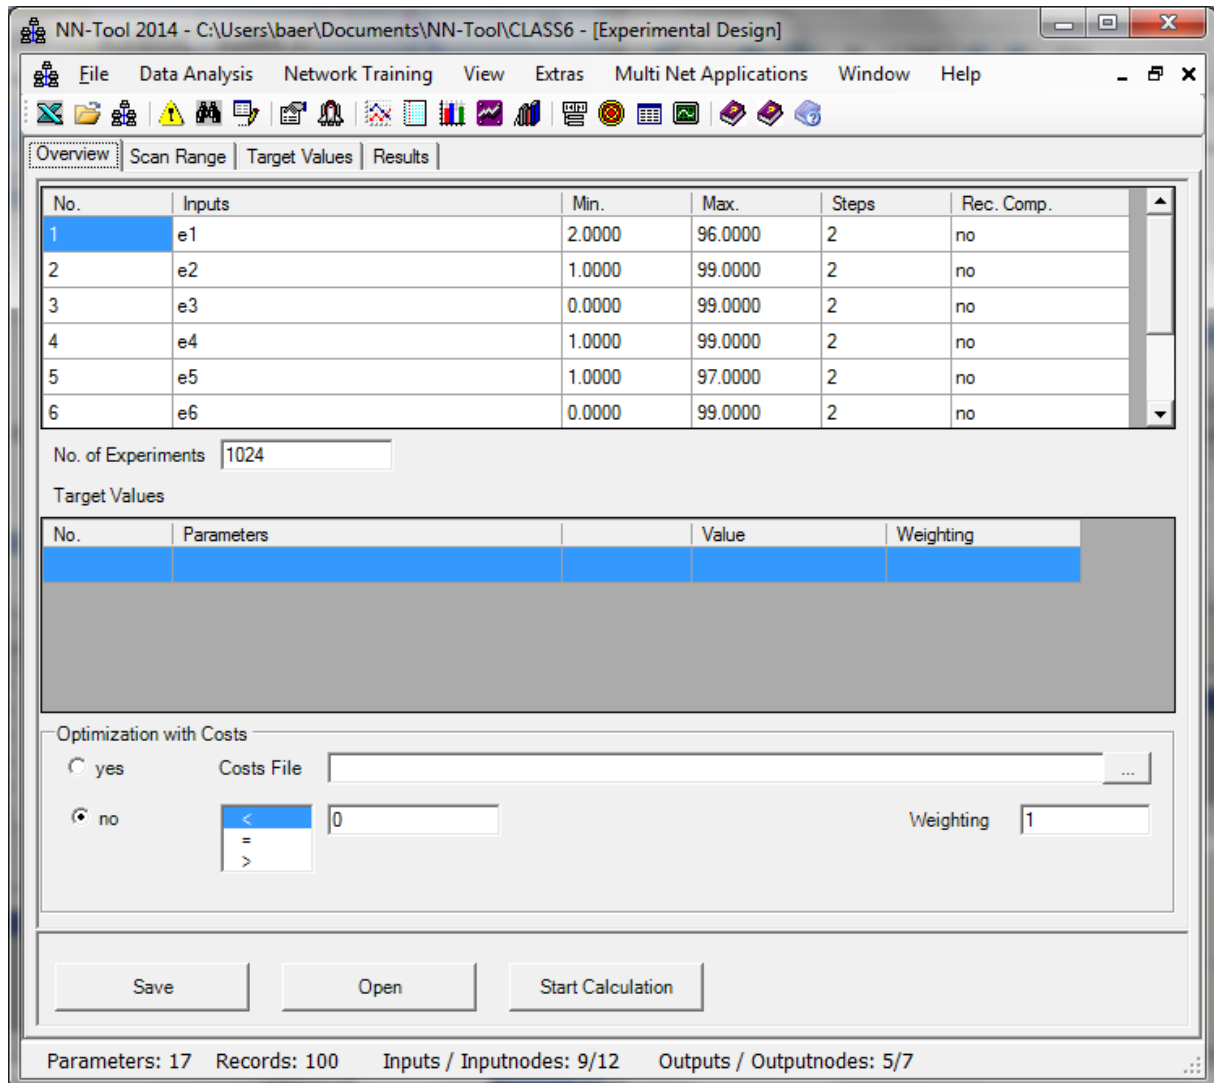 NN-Tool 2014 - C:\Users\baer\Documents\NN-Tool\CLASS6 - [Experimental Design]
File Data Analysis Network Training View Extras Multi Net Applications Window Help
Overview Scan Range Target Values Results
No. Inputs Min. Max. Steps Rec. Comp.
1 e1 2.0000 96.0000 2 no
2 e2 1.0000 99.0000 2 no
3 e3 0.0000 99.0000 2 no
4 e4 1.0000 99.0000 2 no
5 e5 1.0000 97.0000 2 no
6 e6 0.0000 99.0000 2 no
No. of Experiments 1024
Target Values
No. Parameters Value Weighting
Optimization with Costs
yes Costs File ...
no < 0 Weighting 1
=
>
Save Open Start Calculation
Parameters: 17 Records: 100 Inputs / Inputnodes: 9/12 Outputs / Outputnodes: 5/7